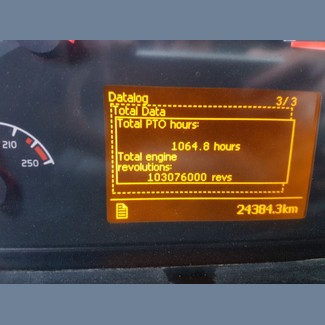 Datalog 3/3
Total Data
Total PTO hours:
1064.8 hours
Total engine
revolutions:
103076000 revs
24384.3km
210
250